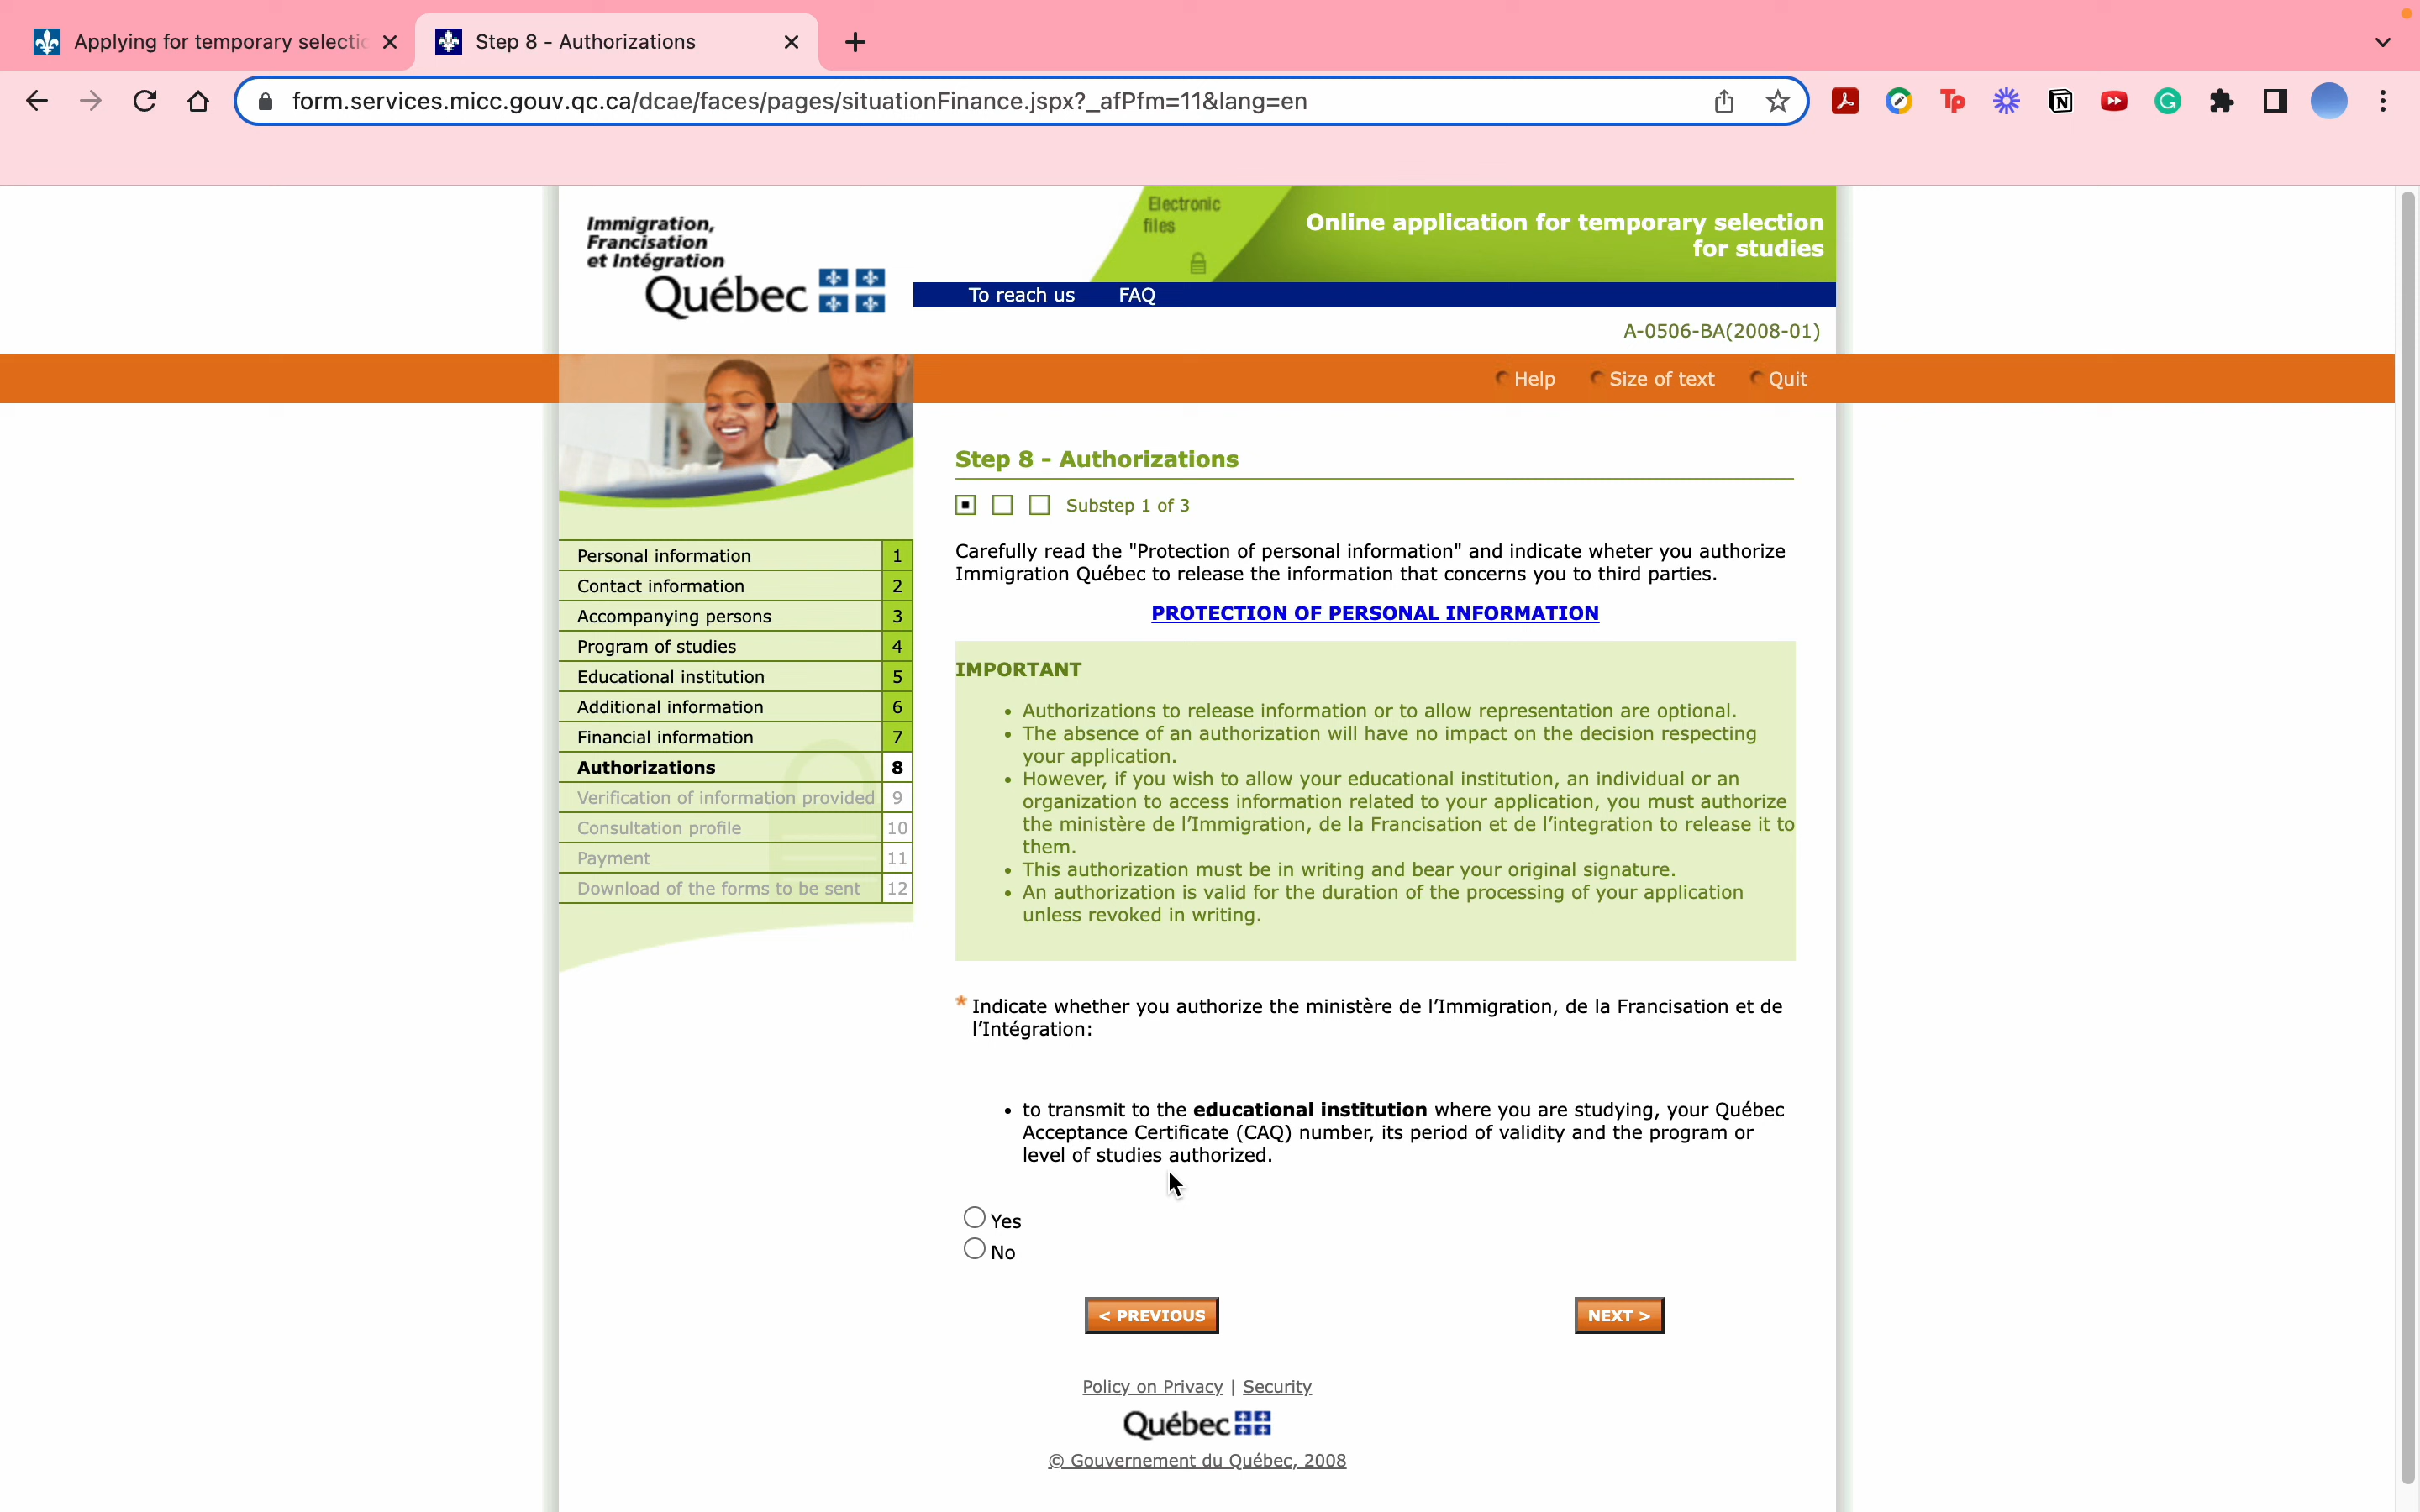 Applying for temporary selectic
Step 8 - Authorizations
form.services.micc.gouv.qc.ca/dcae/faces/pages/situationFinance.jspx?_afPfm=11&lang=en
Immigration,
Francisation
et Intégration
Québec
Electronic
files
Online application for temporary selection
for studies
To reach us FAQ
A-0506-BA(2008-01)
Help Size of text Quit
Step 8 - Authorizations
Substep 1 of 3
Personal information 1
Contact information 2
Accompanying persons 3
Program of studies 4
Educational institution 5
Additional information 6
Financial information 7
Authorizations 8
Verification of information provided 9
Consultation profile 10
Payment 11
Download of the forms to be sent 12
Carefully read the "Protection of personal information" and indicate wheter you authorize
Immigration Québec to release the information that concerns you to third parties.
PROTECTION OF PERSONAL INFORMATION
IMPORTANT
• Authorizations to release information or to allow representation are optional.
• The absence of an authorization will have no impact on the decision respecting
your application.
• However, if you wish to allow your educational institution, an individual or an
organization to access information related to your application, you must authorize
the ministère de l'Immigration, de la Francisation et de l'integration to release it to
them.
• This authorization must be in writing and bear your original signature.
• An authorization is valid for the duration of the processing of your application
unless revoked in writing.
* Indicate whether you authorize the ministère de l'Immigration, de la Francisation et de
l'Intégration:
• to transmit to the educational institution where you are studying, your Québec
Acceptance Certificate (CAQ) number, its period of validity and the program or
level of studies authorized.
Yes
No
< PREVIOUS NEXT >
Policy on Privacy | Security
Québec
© Gouvernement du Québec, 2008